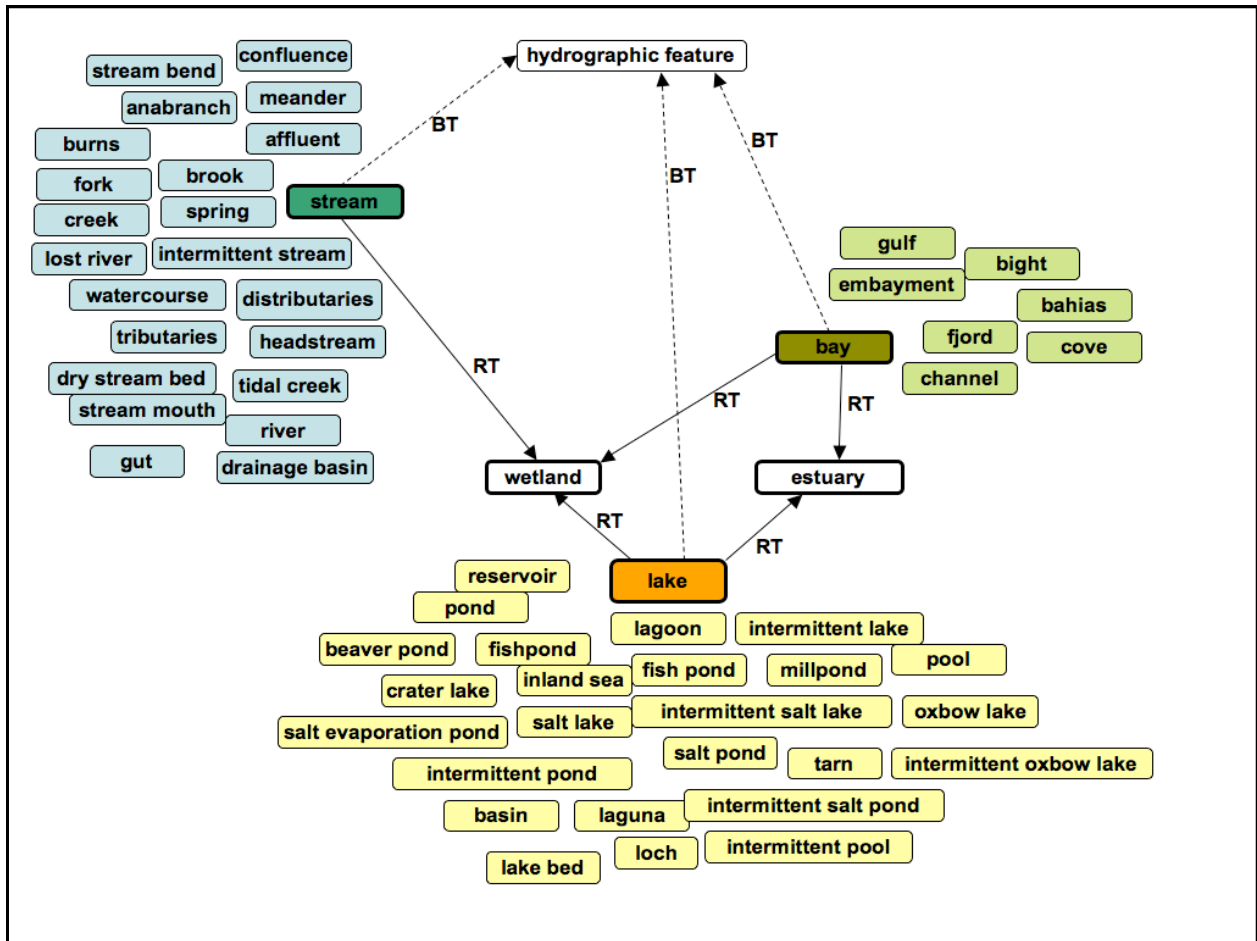 hydrographic feature
confluence
stream bend
meander
anabranch
affluent
burns
brook
fork
stream
spring
creek
lost river
intermittent stream
watercourse
distributaries
tributaries
headstream
dry stream bed
tidal creek
stream mouth
river
gut
drainage basin
BT
BT
BT
gulf
bight
embayment
bahias
fjord
cove
bay
channel
RT
RT
RT
wetland
estuary
RT
RT
lake
reservoir
pond
lagoon
intermittent lake
beaver pond
fishpond
pool
fish pond
millpond
inland sea
crater lake
intermittent salt lake
oxbow lake
salt lake
salt evaporation pond
salt pond
tarn
intermittent oxbow lake
intermittent pond
intermittent salt pond
basin
laguna
intermittent pool
loch
lake bed